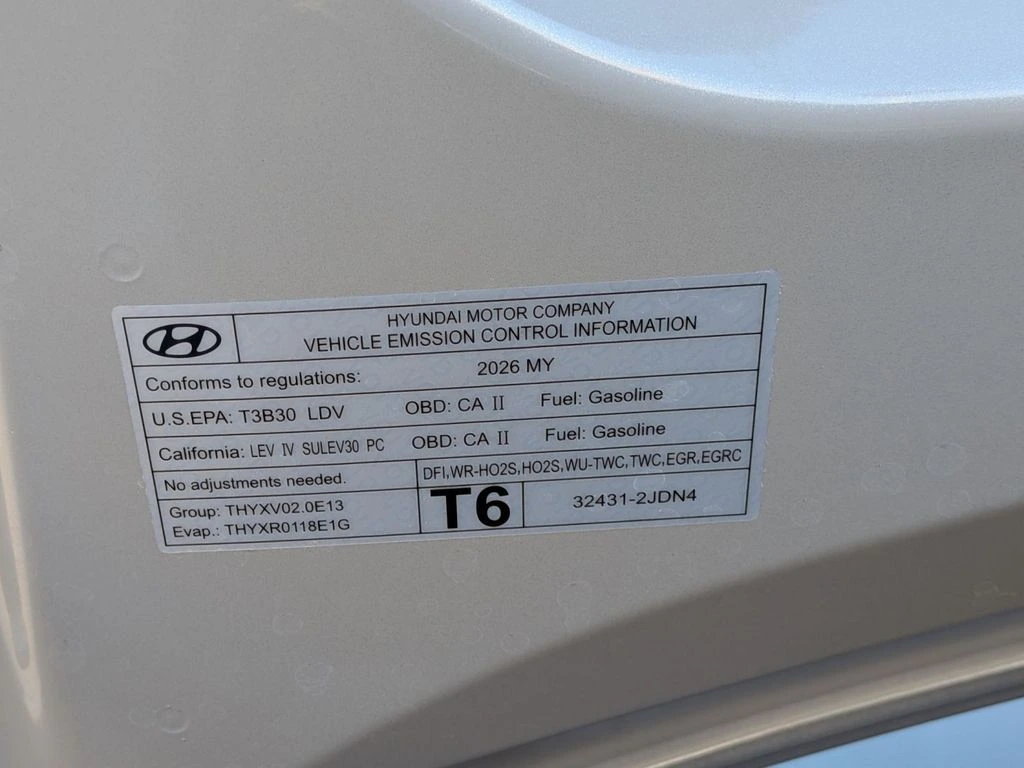 HYUNDAI MOTOR COMPANY
VEHICLE EMISSION CONTROL INFORMATION
Conforms to regulations: 2026 MY
U.S.EPA: T3B30 LDV OBD: CA II Fuel: Gasoline
California: LEV IV SULEV30 PC OBD: CA II Fuel: Gasoline
No adjustments needed. DFI,WR-HO2S,HO2S,WU-TWC,TWC,EGR,EGRC
Group: THYXV02.0E13
Evap.: THYXR0118E1G
T6
32431-2JDN4